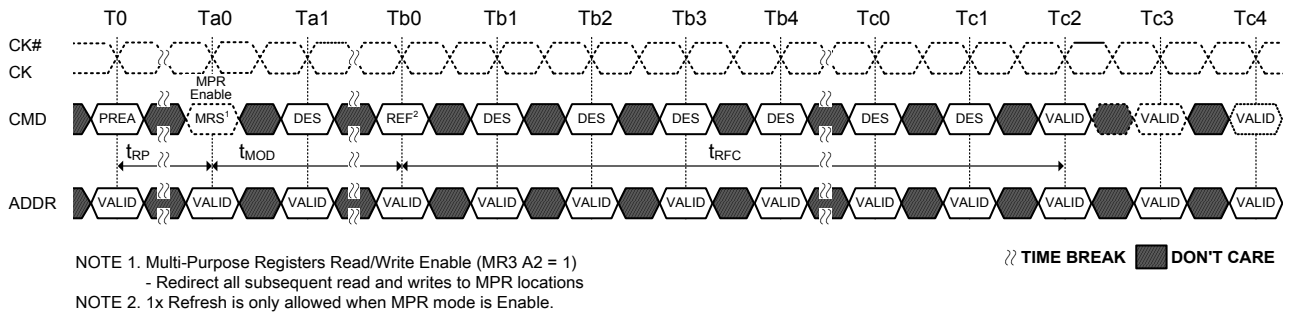 T0 Ta0 Ta1 Tb0 Tb1 Tb2 Tb3 Tb4 Tc0 Tc1 Tc2 Tc3 Tc4
CK#
CK
MPR
Enable
CMD PREA MRS1 DES REF2 DES DES DES DES DES DES VALID VALID VALID
tRP tMOD tRFC
ADDR VALID VALID VALID VALID VALID VALID VALID VALID VALID VALID VALID VALID VALID
NOTE 1. Multi-Purpose Registers Read/Write Enable (MR3 A2 = 1)
- Redirect all subsequent read and writes to MPR locations
NOTE 2. 1x Refresh is only allowed when MPR mode is Enable.
TIME BREAK DON'T CARE